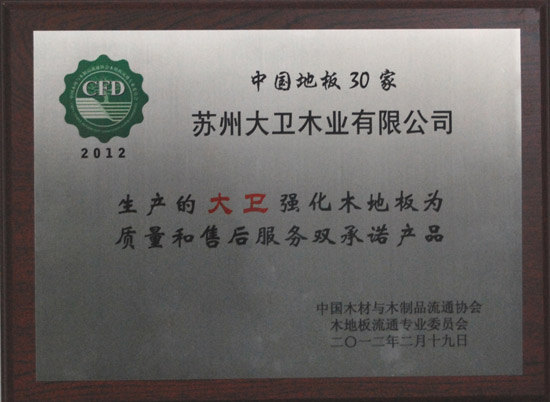 CFD
2012
中国地板30家
苏州大卫木业有限公司
生产的大卫强化木地板为
质量和售后服务双承诺产品
中国木材与木制品流通协会
木地板流通专业委员会
二〇一二年二月十九日